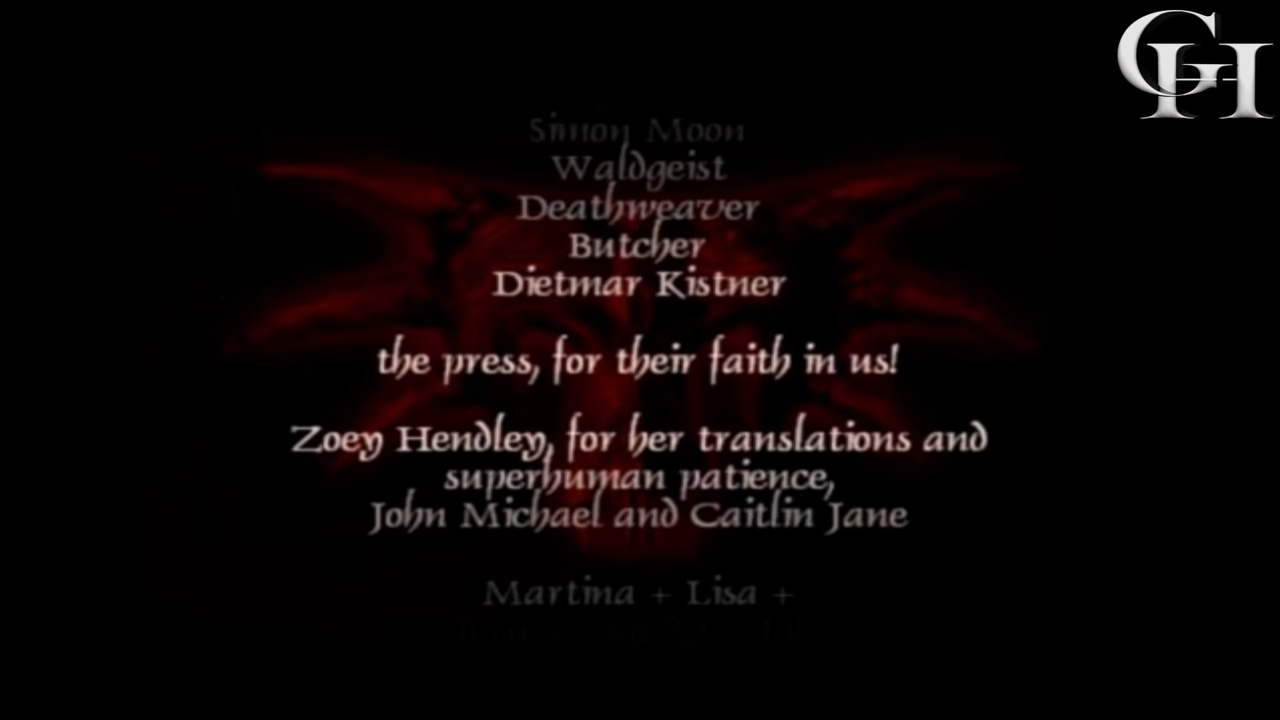 GH
Simon Moon
Waldgeist
Deathweaver
Butcher
Dietmar Kistner
the press, for their faith in us!
Zoey Hendley, for her translations and
superhuman patience,
John Michael and Caitlin Jane
Martina + Lisa +